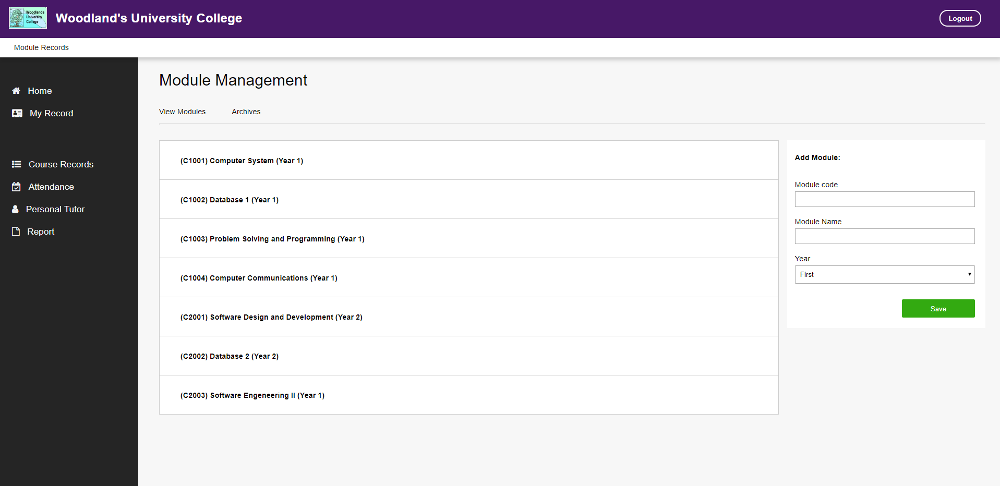 Woodlands
University
College
Woodland's University College
Logout
Module Records
Home
My Record
Course Records
Attendance
Personal Tutor
Report
Module Management
View Modules
Archives
(C1001) Computer System (Year 1)
(C1002) Database 1 (Year 1)
(C1003) Problem Solving and Programming (Year 1)
(C1004) Computer Communications (Year 1)
(C2001) Software Design and Development (Year 2)
(C2002) Database 2 (Year 2)
(C2003) Software Engeneering II (Year 1)
Add Module:
Module code
Module Name
Year
First
Save